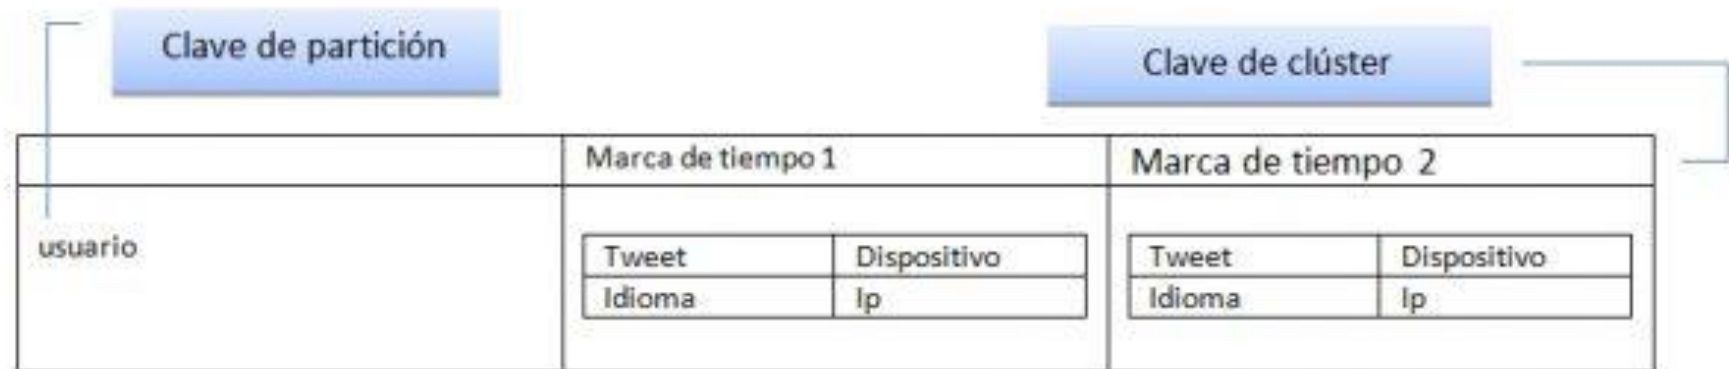 Clave de partición
Clave de clúster
Marca de tiempo 1
Marca de tiempo 2
usuario
Tweet Dispositivo
Idioma Ip
Tweet Dispositivo
Idioma Ip